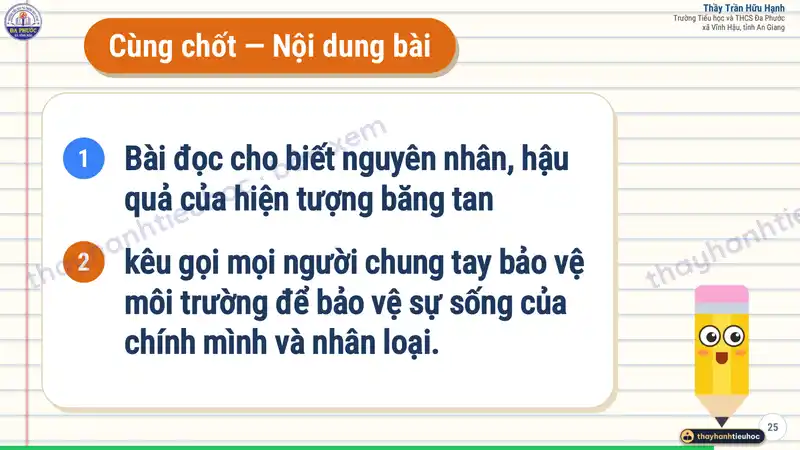 Thầy Trần Hữu Hạnh
Trường Tiểu học và THCS Đa Phước
xã Vĩnh Hậu, tỉnh An Giang
ĐA PHƯỚC
Cùng chốt — Nội dung bài
1 Bài đọc cho biết nguyên nhân, hậu
quả của hiện tượng băng tan
2 kêu gọi mọi người chung tay bảo vệ
môi trường để bảo vệ sự sống của
chính mình và nhân loại.
thayhanhtieuhoc
thayhanhtieuhoc
25